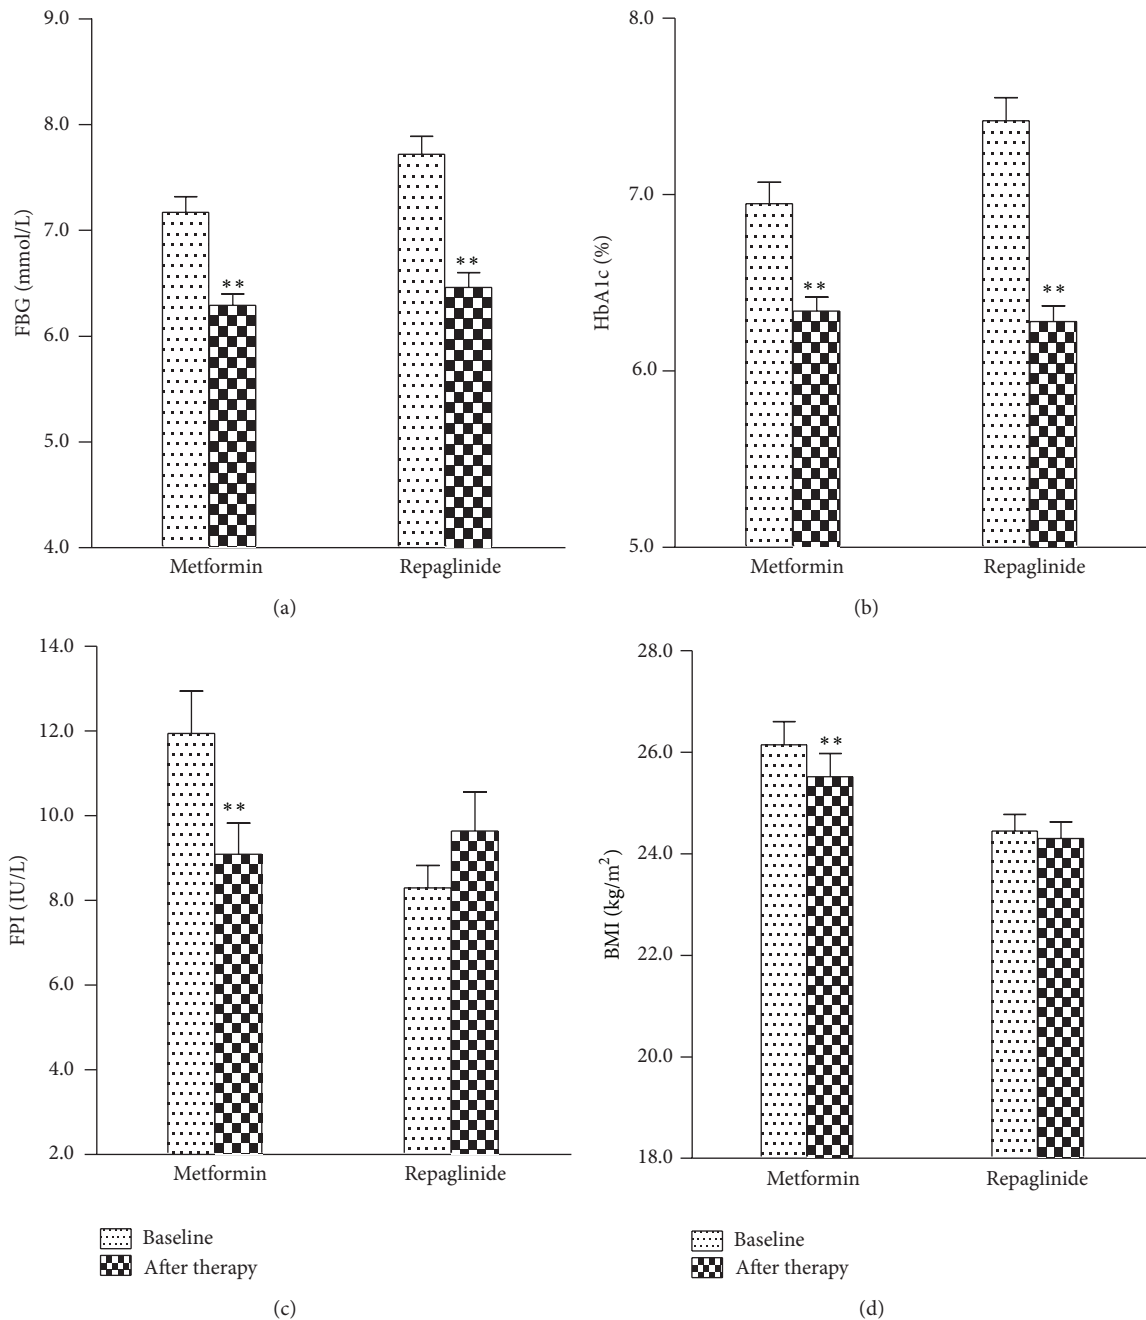 9.0
8.0
7.0
6.0
5.0
4.0
FBG (mmol/L)
**
**
Metformin
Repaglinide
(a)
8.0
7.0
6.0
5.0
HbA1c (%)
**
**
Metformin
Repaglinide
(b)
14.0
12.0
10.0
8.0
6.0
4.0
2.0
FPI (IU/L)
**
Metformin
Repaglinide
Baseline
After therapy
(c)
28.0
26.0
24.0
22.0
20.0
18.0
BMI (kg/m²)
**
Metformin
Repaglinide
Baseline
After therapy
(d)